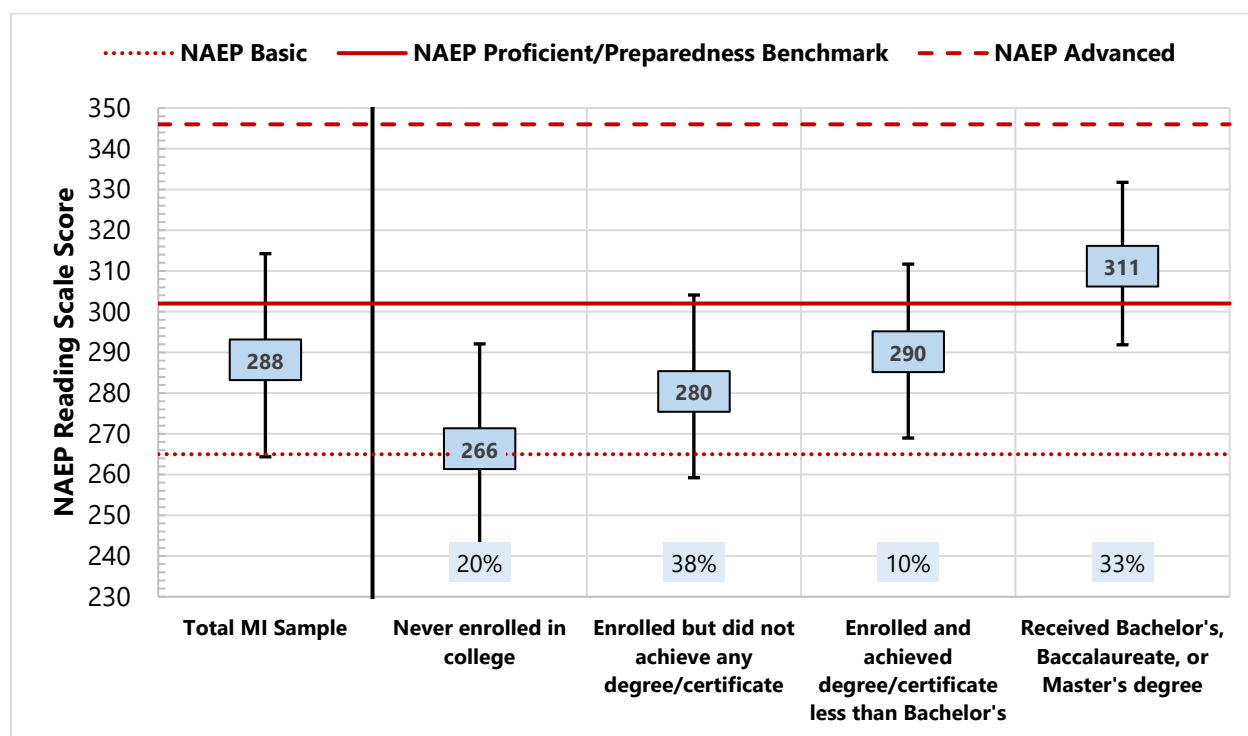 NAEP Basic NAEP Proficient/Preparedness Benchmark NAEP Advanced
NAEP Reading Scale Score
350
340
330
320
310
300
290
280
270
260
250
240
230
288
266
280
290
311
20%
38%
10%
33%
Total MI Sample
Never enrolled in
college
Enrolled but did not
achieve any
degree/certificate
Enrolled and
achieved
degree/certificate
less than Bachelor's
Received Bachelor's,
Baccalaureate, or
Master's degree